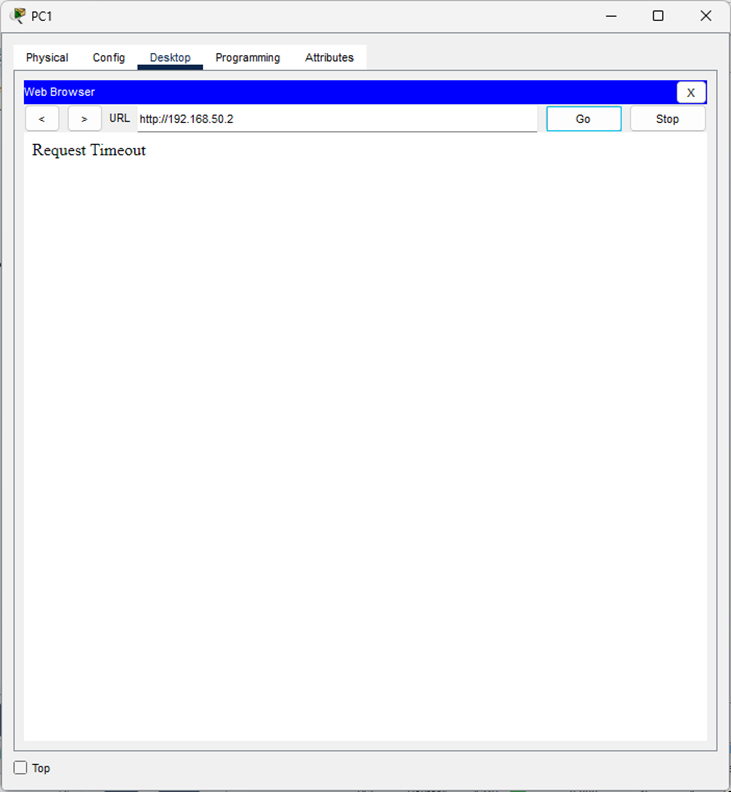 PC1
Physical Config Desktop Programming Attributes
Web Browser X
< > URL http://192.168.50.2 Go Stop
Request Timeout
Top